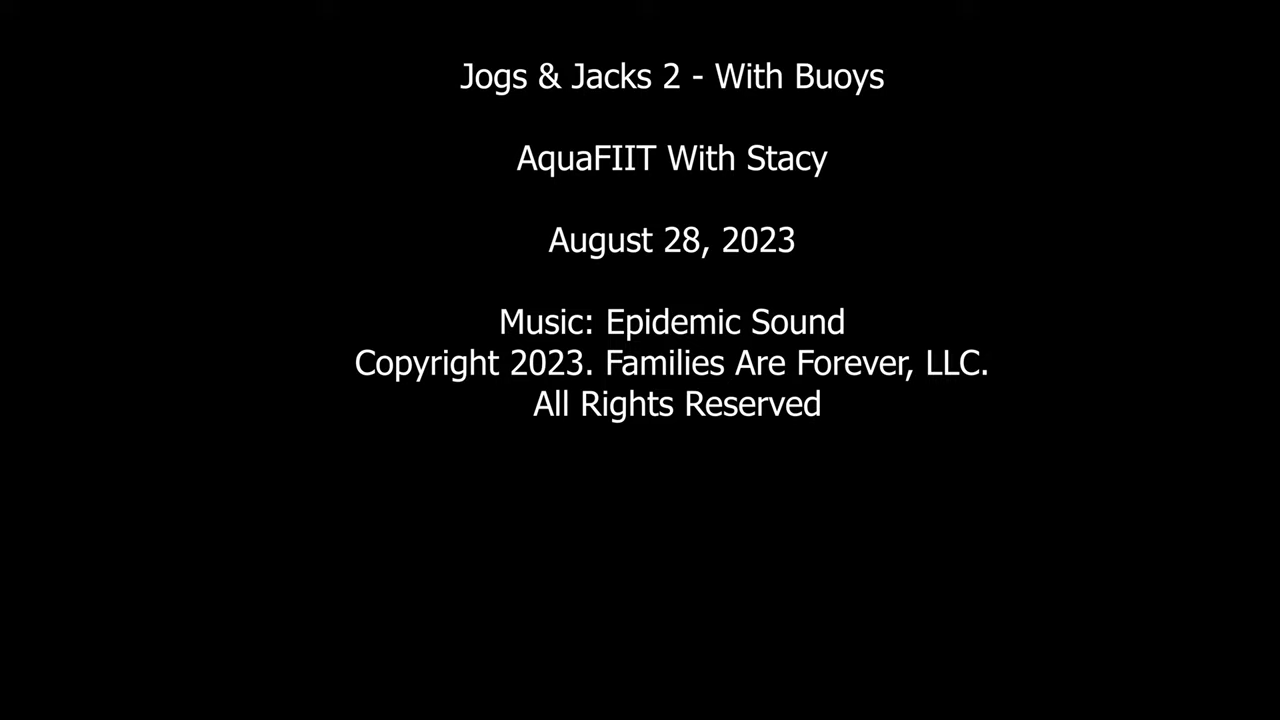 Jogs & Jacks 2 - With Buoys
AquaFIIT With Stacy
August 28, 2023
Music: Epidemic Sound
Copyright 2023. Families Are Forever, LLC.
All Rights Reserved